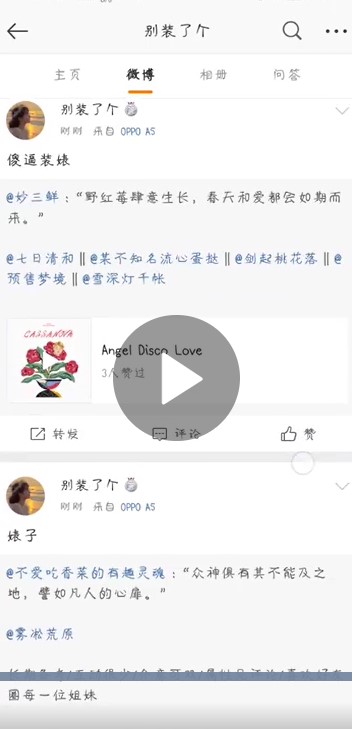 别装了个
主页 微博 相册 问答
别装了个
刚刚 来自 OPPO A5
傻逼装婊
@妙三鲜：“野红莓肆意生长，春天和爱都会如期而
来。”
@七日清和‖@某不知名流心蛋挞‖@剑起桃花落‖@
预售梦境‖@雪深灯千帐
CASSANNA
Angel Disco Love
3人赞过
转发 评论 赞
别装了个
刚刚 来自 OPPO A5
婊子
@不爱吃香菜的有趣灵魂：“众神俱有其不能及之
地，譬如凡人的心扉。”
@雾凇荒原
圈每一位姐妹